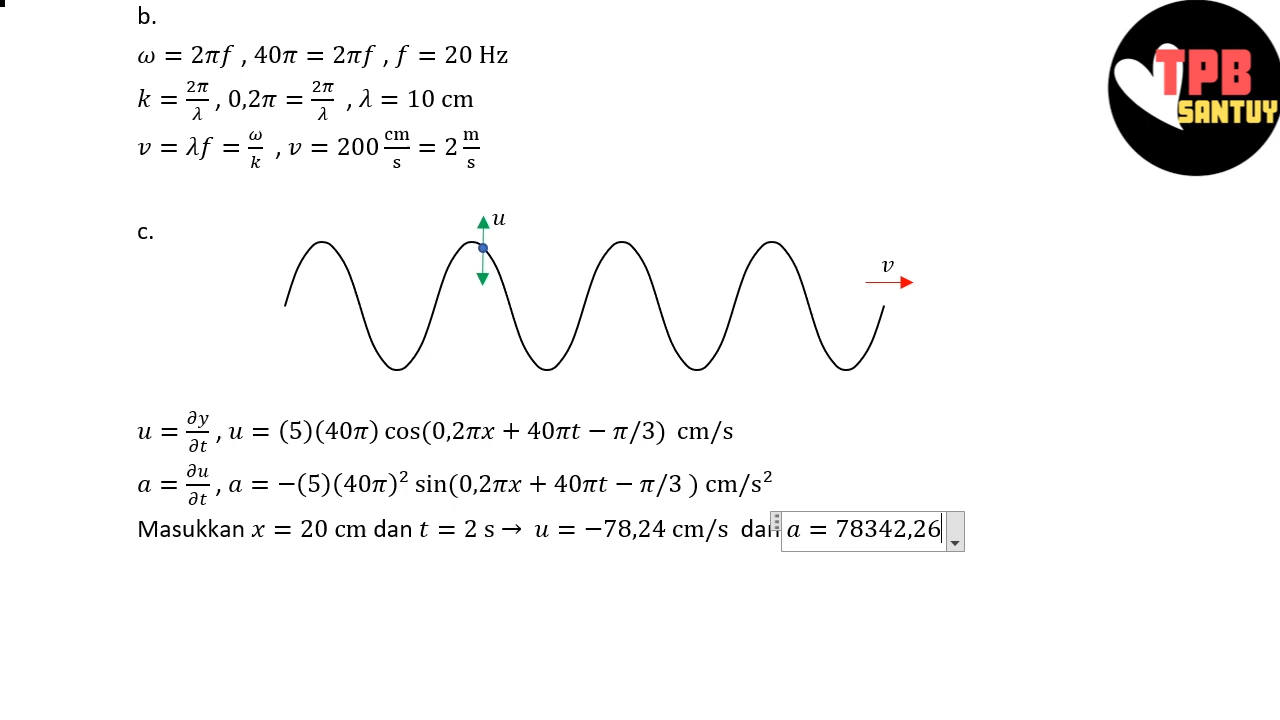 b.
TPB
SANTUY
ω = 2πf , 40π = 2πf , f = 20 Hz
k = 2π/λ , 0,2π = 2π/λ , λ = 10 cm
v = λf = ω/k , v = 200 cm/s = 2 m/s
c.
u
v
u = ∂y/∂t , u = (5)(40π) cos(0,2πx + 40πt − π/3) cm/s
a = ∂u/∂t , a = −(5)(40π)² sin(0,2πx + 40πt − π/3 ) cm/s²
Masukkan x = 20 cm dan t = 2 s → u = −78,24 cm/s dan a = 78342,26